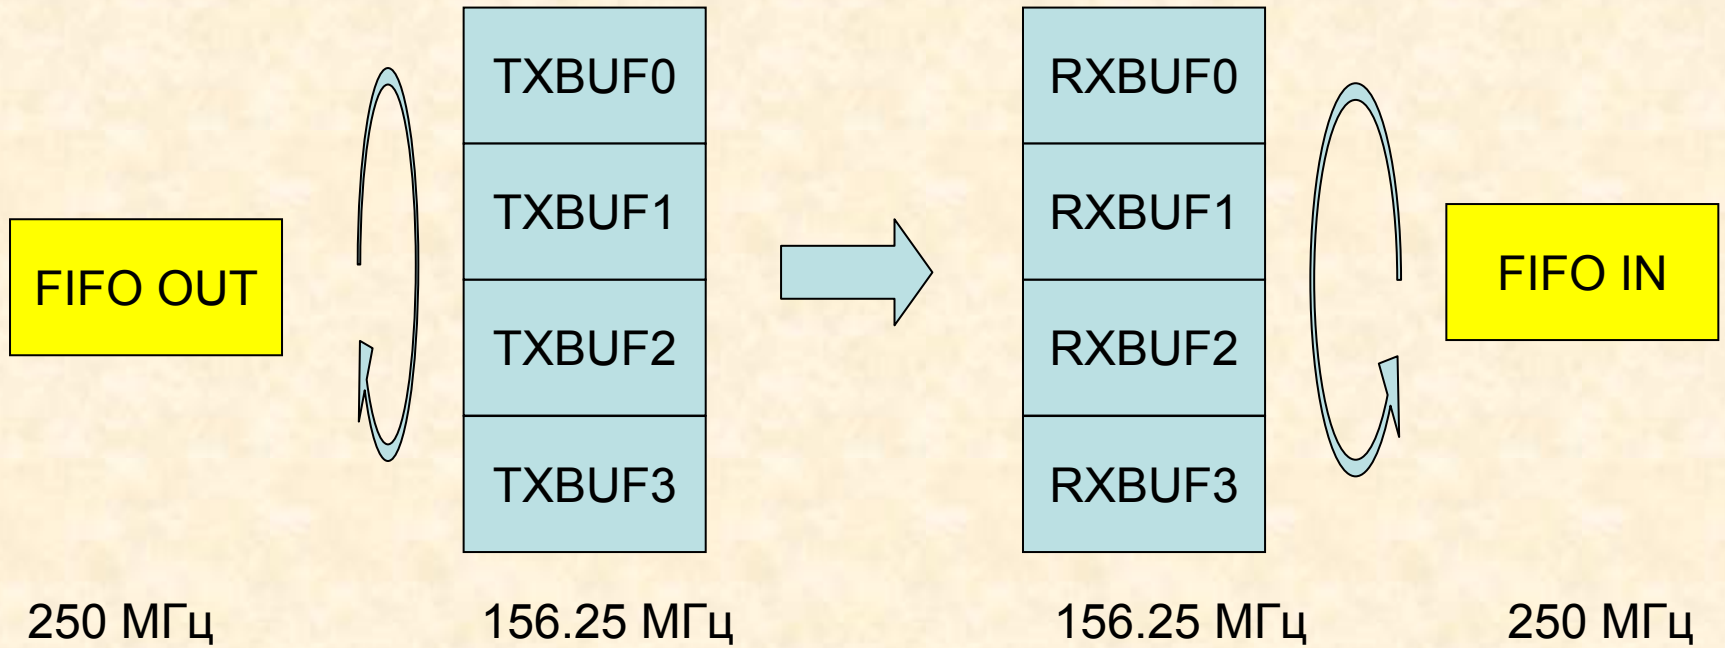 TXBUF0
RXBUF0
TXBUF1
RXBUF1
FIFO OUT
FIFO IN
TXBUF2
RXBUF2
TXBUF3
RXBUF3
250 МГц
156.25 МГц
156.25 МГц
250 МГц